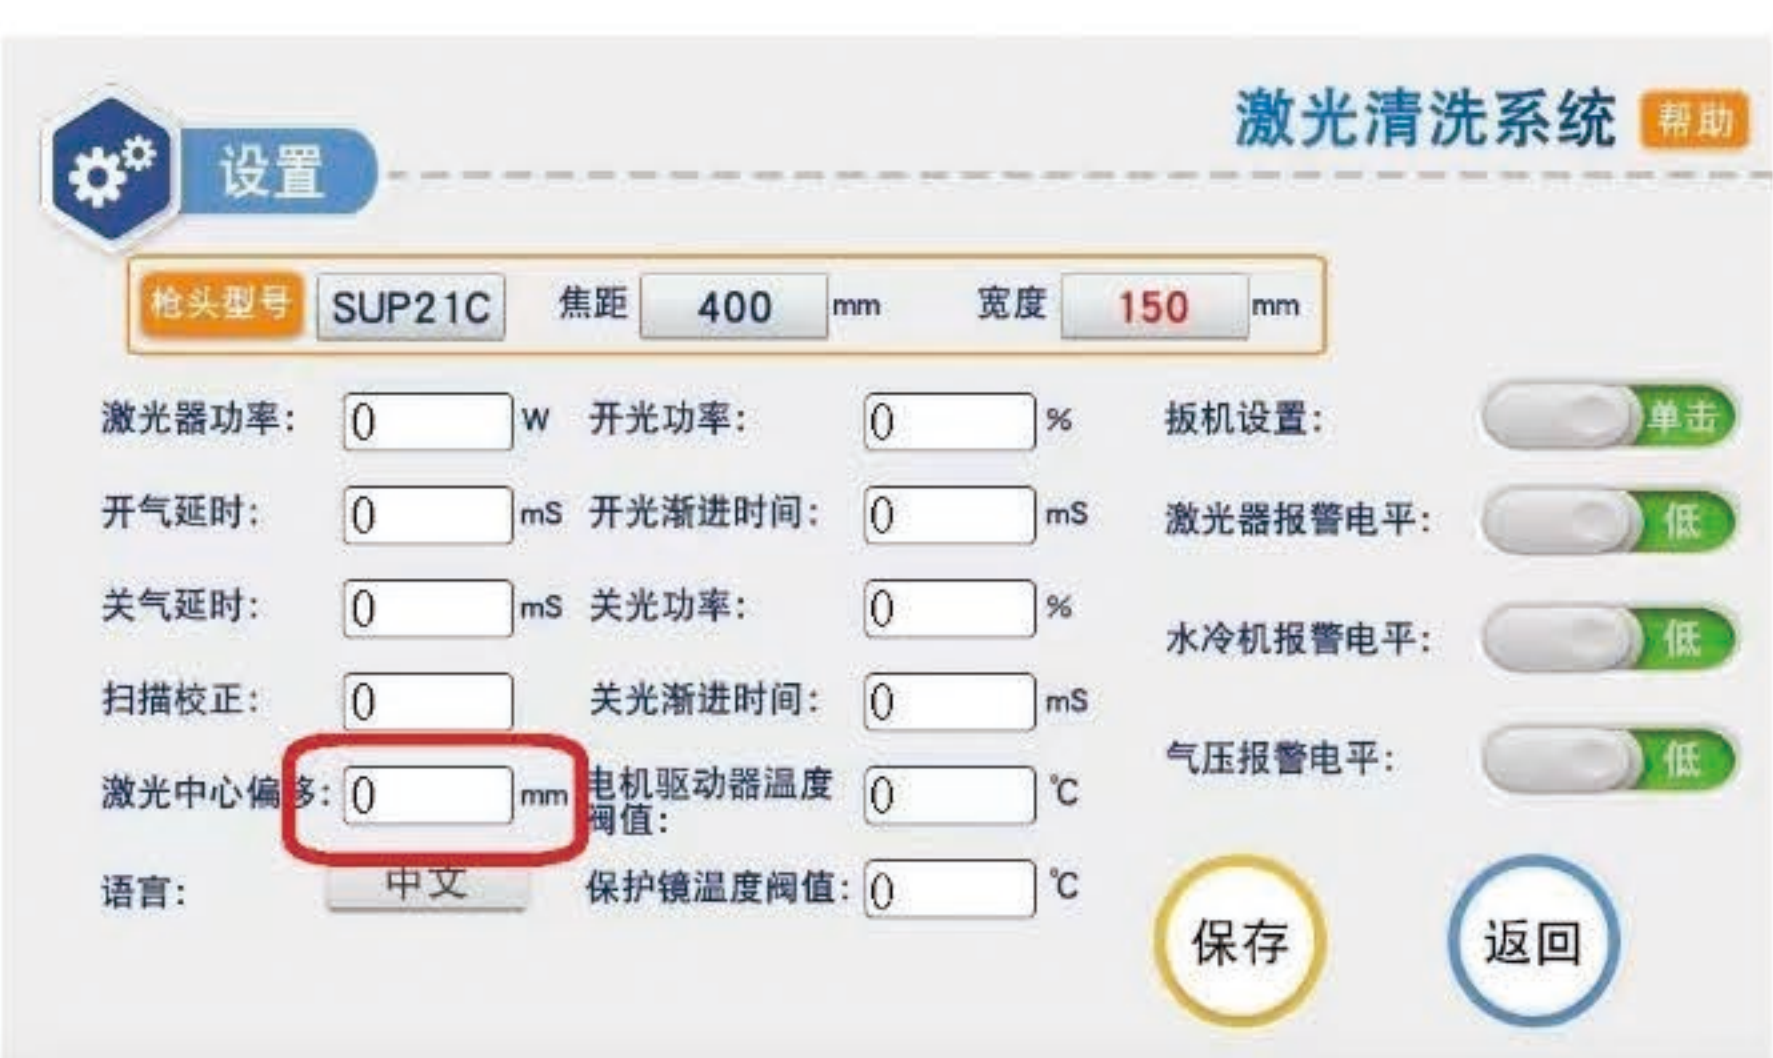 激光清洗系统 帮助
设置
枪头型号 SUP21C 焦距 400 mm 宽度 150 mm
激光器功率: 0 W 开光功率: 0 % 扳机设置: 单击
开气延时: 0 mS 开光渐进时间: 0 mS 激光器报警电平: 低
关气延时: 0 mS 关光功率: 0 % 水冷机报警电平: 低
扫描校正: 0 关光渐进时间: 0 mS
气压报警电平: 低
激光中心偏移: 0 mm 电机驱动器温度
阀值: 0 ℃
语言: 中文 保护镜温度阀值: 0 ℃
保存 返回